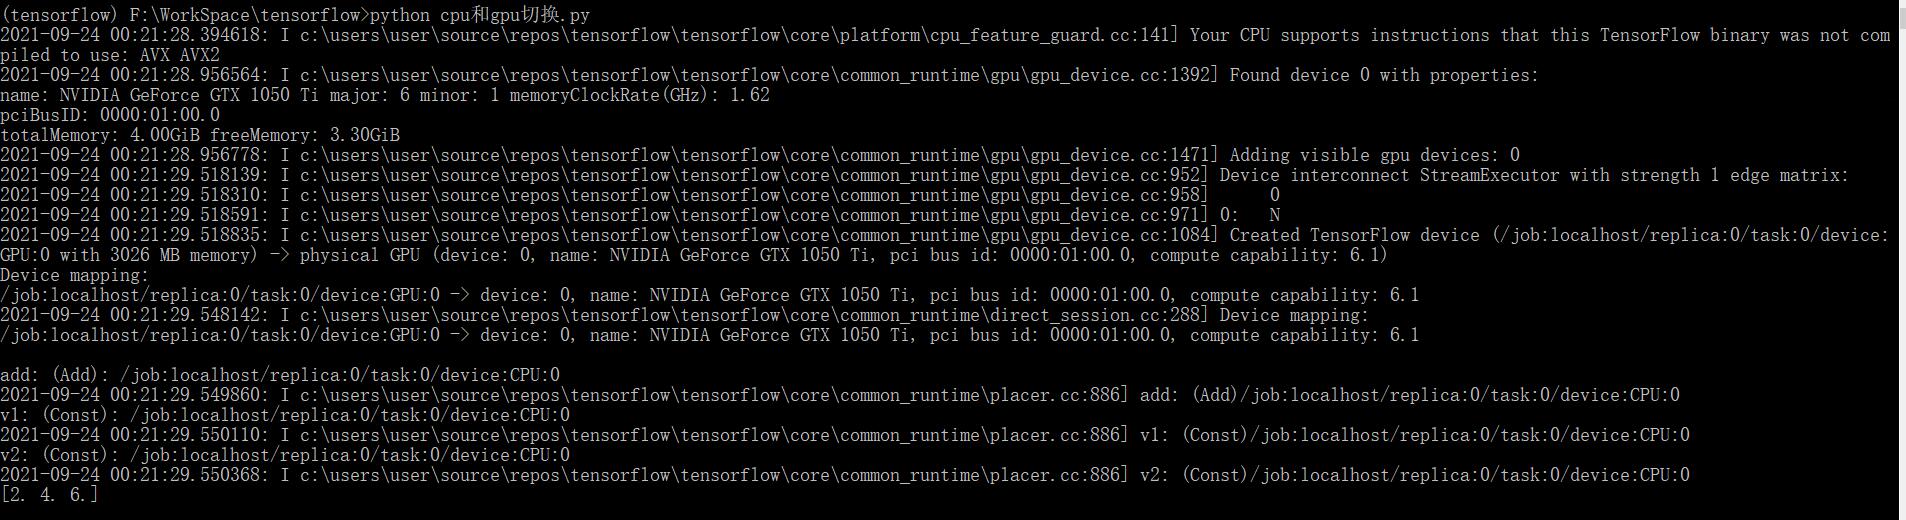 (tensorflow) F:\WorkSpace\tensorflow>python cpu和gpu切换.py
2021-09-24 00:21:28.394618: I c:\users\user\source\repos\tensorflow\tensorflow\core\platform\cpu_feature_guard.cc:141] Your CPU supports instructions that this TensorFlow binary was not com
piled to use: AVX AVX2
2021-09-24 00:21:28.956564: I c:\users\user\source\repos\tensorflow\tensorflow\core\common_runtime\gpu\gpu_device.cc:1392] Found device 0 with properties:
name: NVIDIA GeForce GTX 1050 Ti major: 6 minor: 1 memoryClockRate(GHz): 1.62
pciBusID: 0000:01:00.0
totalMemory: 4.00GiB freeMemory: 3.30GiB
2021-09-24 00:21:28.956778: I c:\users\user\source\repos\tensorflow\tensorflow\core\common_runtime\gpu\gpu_device.cc:1471] Adding visible gpu devices: 0
2021-09-24 00:21:29.518139: I c:\users\user\source\repos\tensorflow\tensorflow\core\common_runtime\gpu\gpu_device.cc:952] Device interconnect StreamExecutor with strength 1 edge matrix:
2021-09-24 00:21:29.518310: I c:\users\user\source\repos\tensorflow\tensorflow\core\common_runtime\gpu\gpu_device.cc:958]      0
2021-09-24 00:21:29.518591: I c:\users\user\source\repos\tensorflow\tensorflow\core\common_runtime\gpu\gpu_device.cc:971] 0:   N
2021-09-24 00:21:29.518835: I c:\users\user\source\repos\tensorflow\tensorflow\core\common_runtime\gpu\gpu_device.cc:1084] Created TensorFlow device (/job:localhost/replica:0/task:0/device:
GPU:0 with 3026 MB memory) -> physical GPU (device: 0, name: NVIDIA GeForce GTX 1050 Ti, pci bus id: 0000:01:00.0, compute capability: 6.1)
Device mapping:
/job:localhost/replica:0/task:0/device:GPU:0 -> device: 0, name: NVIDIA GeForce GTX 1050 Ti, pci bus id: 0000:01:00.0, compute capability: 6.1
2021-09-24 00:21:29.548142: I c:\users\user\source\repos\tensorflow\tensorflow\core\common_runtime\direct_session.cc:288] Device mapping:
/job:localhost/replica:0/task:0/device:GPU:0 -> device: 0, name: NVIDIA GeForce GTX 1050 Ti, pci bus id: 0000:01:00.0, compute capability: 6.1
add: (Add): /job:localhost/replica:0/task:0/device:CPU:0
2021-09-24 00:21:29.549860: I c:\users\user\source\repos\tensorflow\tensorflow\core\common_runtime\placer.cc:886] add: (Add)/job:localhost/replica:0/task:0/device:CPU:0
v1: (Const): /job:localhost/replica:0/task:0/device:CPU:0
2021-09-24 00:21:29.550110: I c:\users\user\source\repos\tensorflow\tensorflow\core\common_runtime\placer.cc:886] v1: (Const)/job:localhost/replica:0/task:0/device:CPU:0
v2: (Const): /job:localhost/replica:0/task:0/device:CPU:0
2021-09-24 00:21:29.550368: I c:\users\user\source\repos\tensorflow\tensorflow\core\common_runtime\placer.cc:886] v2: (Const)/job:localhost/replica:0/task:0/device:CPU:0
[2. 4. 6.]